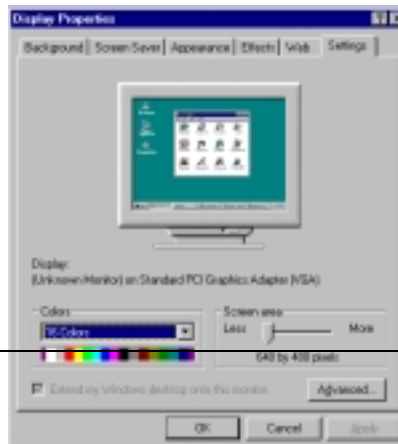 Display Properties
Background Screen Saver Appearance Effects Web Settings
Display:
(Unknown Monitor) on Standard PCI Graphics Adapter (VGA)
Colors
16 Colors
Screen area
Less More
640 by 480 pixels
Extend my Windows desktop onto this monitor.
Advanced...
OK Cancel Apply